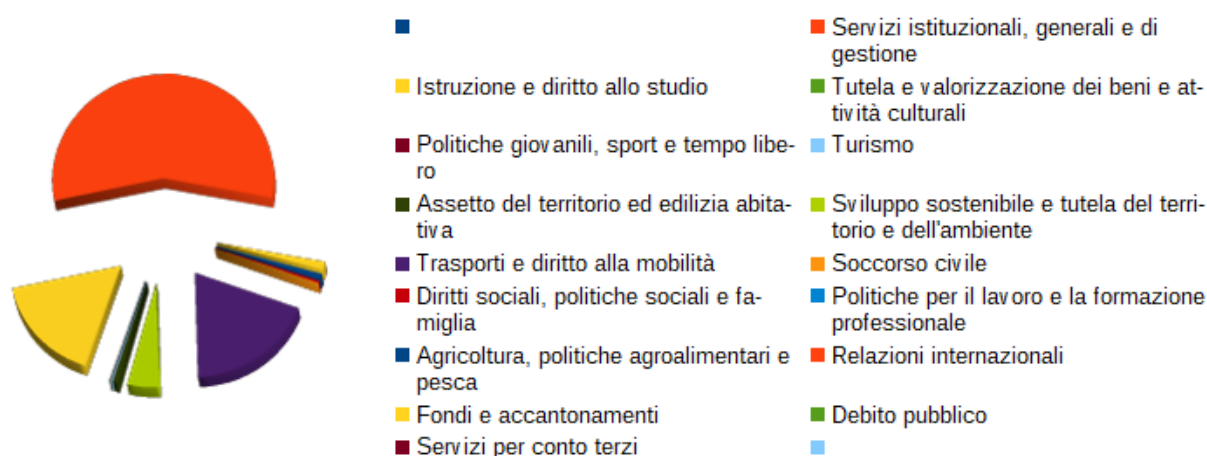 Servizi istituzionali, generali e di
gestione
Istruzione e diritto allo studio
Tutela e valorizzazione dei beni e at-
tività culturali
Politiche giovanili, sport e tempo libe-
ro
Turismo
Assetto del territorio ed edilizia abita-
tiva
Sviluppo sostenibile e tutela del terri-
torio e dell'ambiente
Trasporti e diritto alla mobilità
Soccorso civile
Diritti sociali, politiche sociali e fa-
miglia
Politiche per il lavoro e la formazione
professionale
Agricoltura, politiche agroalimentari e
pesca
Relazioni internazionali
Fondi e accantonamenti
Debito pubblico
Servizi per conto terzi